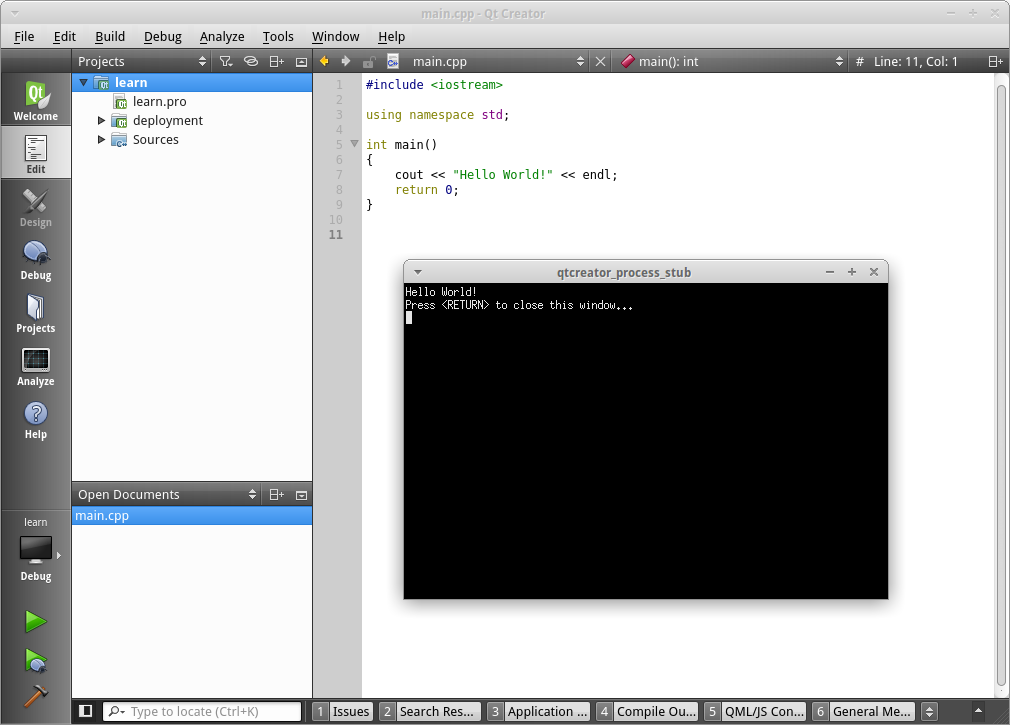 main.cpp - Qt Creator
File Edit Build Debug Analyze Tools Window Help
Projects
main.cpp
main(): int
# Line: 11, Col: 1
Qt
Welcome
Edit
Design
Debug
Projects
Analyze
Help
learn
Debug
learn
learn.pro
deployment
Sources
Open Documents
main.cpp
1 #include <iostream>
2
3 using namespace std;
4
5 int main()
6 {
7 cout << "Hello World!" << endl;
8 return 0;
9 }
10
11
qtcreator_process_stub
Hello World!
Press <RETURN> to close this window...
Type to locate (Ctrl+K)
1 Issues
2 Search Res...
3 Application ...
4 Compile Ou...
5 QML/JS Con...
6 General Me...